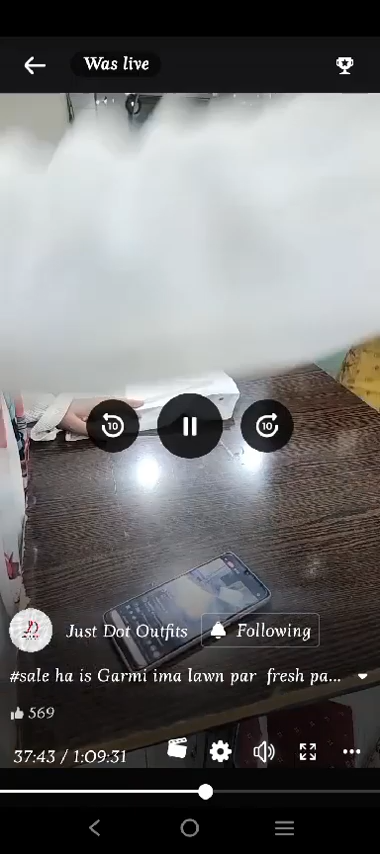 Was live
10
10
Just Dot Outfits
Following
#sale ha is Garmi ima lawn par fresh pa...
569
37:43 / 1:09:31